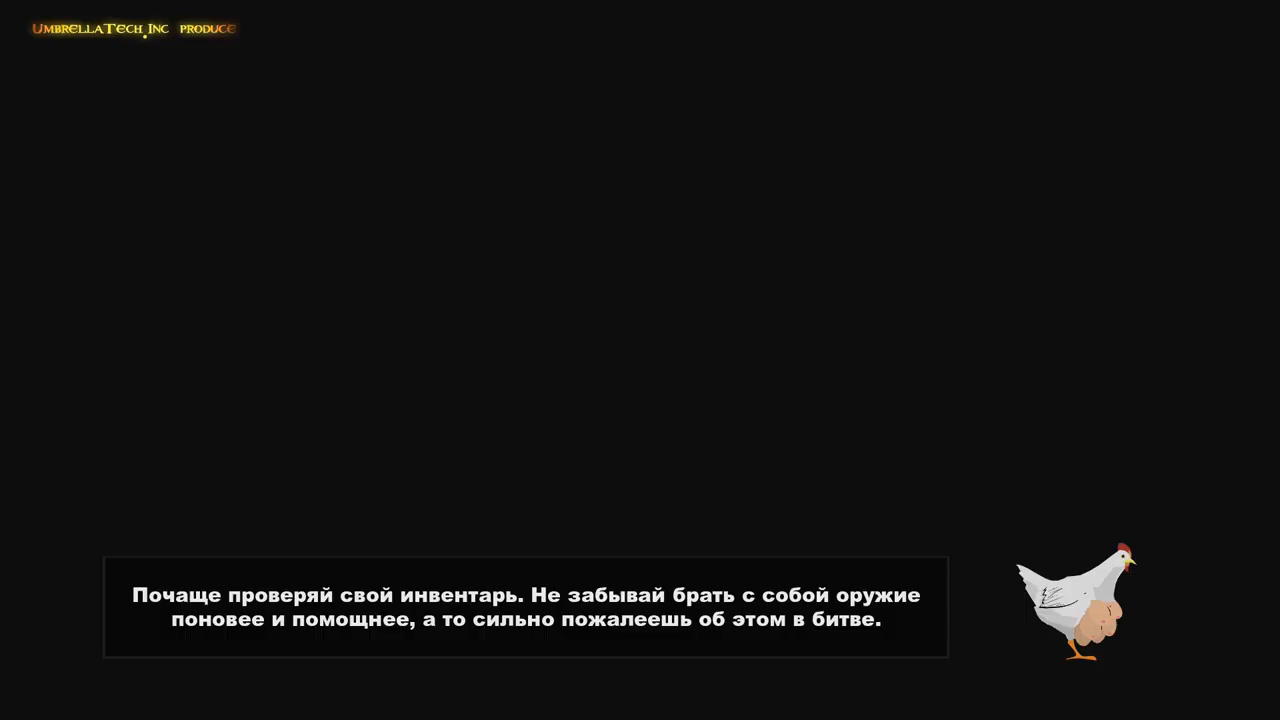 UmbrellaTech.Inc produce
Почаще проверяй свой инвентарь. Не забывай брать с собой оружие
поновее и помощнее, а то сильно пожалеешь об этом в битве.